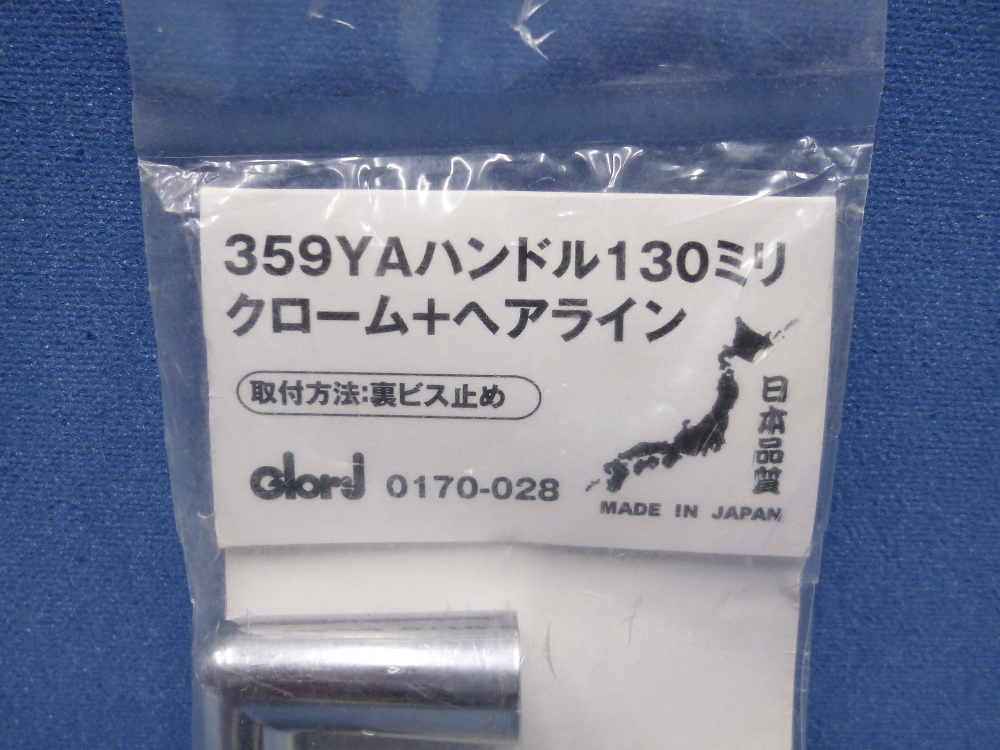 359YAハンドル130ミリ
クローム+ヘアライン
取付方法:裏ビス止め
0170-028
日本品質
MADE IN JAPAN